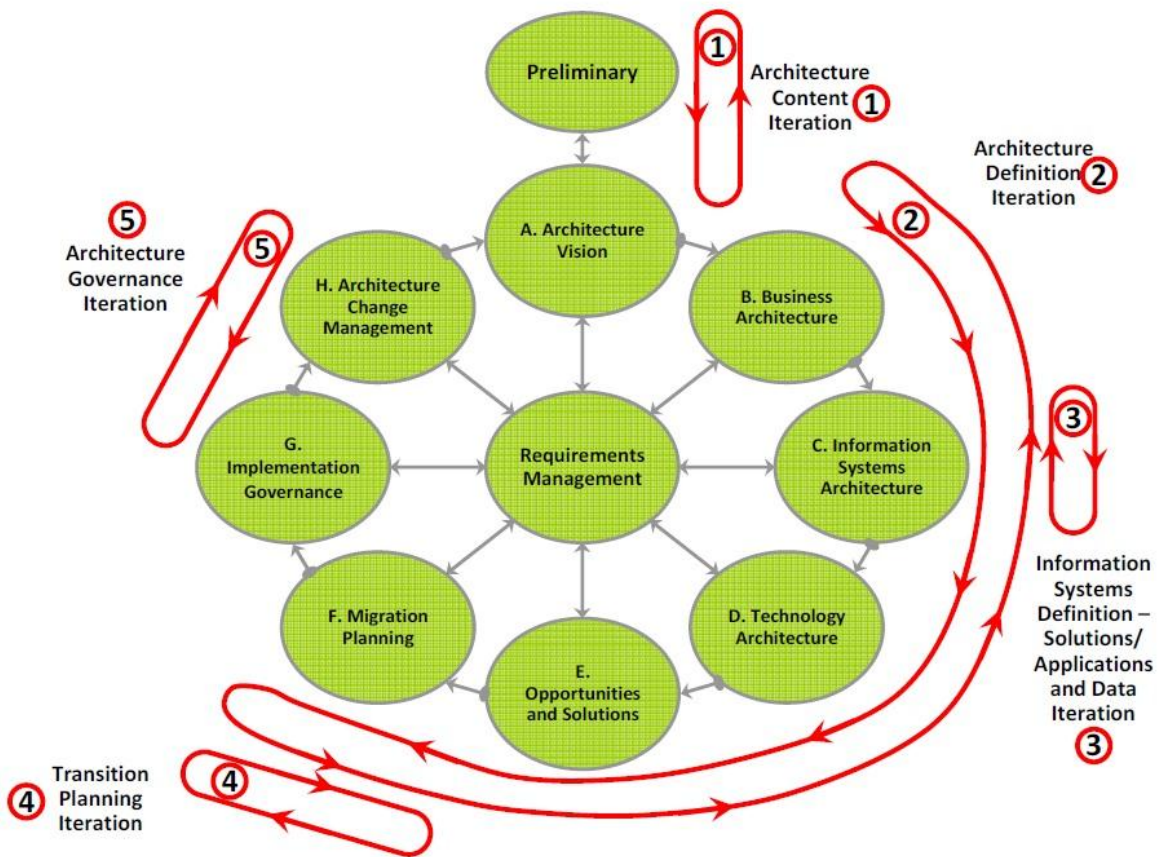 Preliminary
1
Architecture
Content
Iteration
1
Architecture
Definition
Iteration
2
2
5
Architecture
Governance
Iteration
5
A. Architecture
Vision
H. Architecture
Change
Management
B. Business
Architecture
G.
Implementation
Governance
Requirements
Management
C. Information
Systems
Architecture
3
F. Migration
Planning
D. Technology
Architecture
E.
Opportunities
and Solutions
Information
Systems
Definition –
Solutions/
Applications
and Data
Iteration
3
4
Transition
Planning
Iteration
4